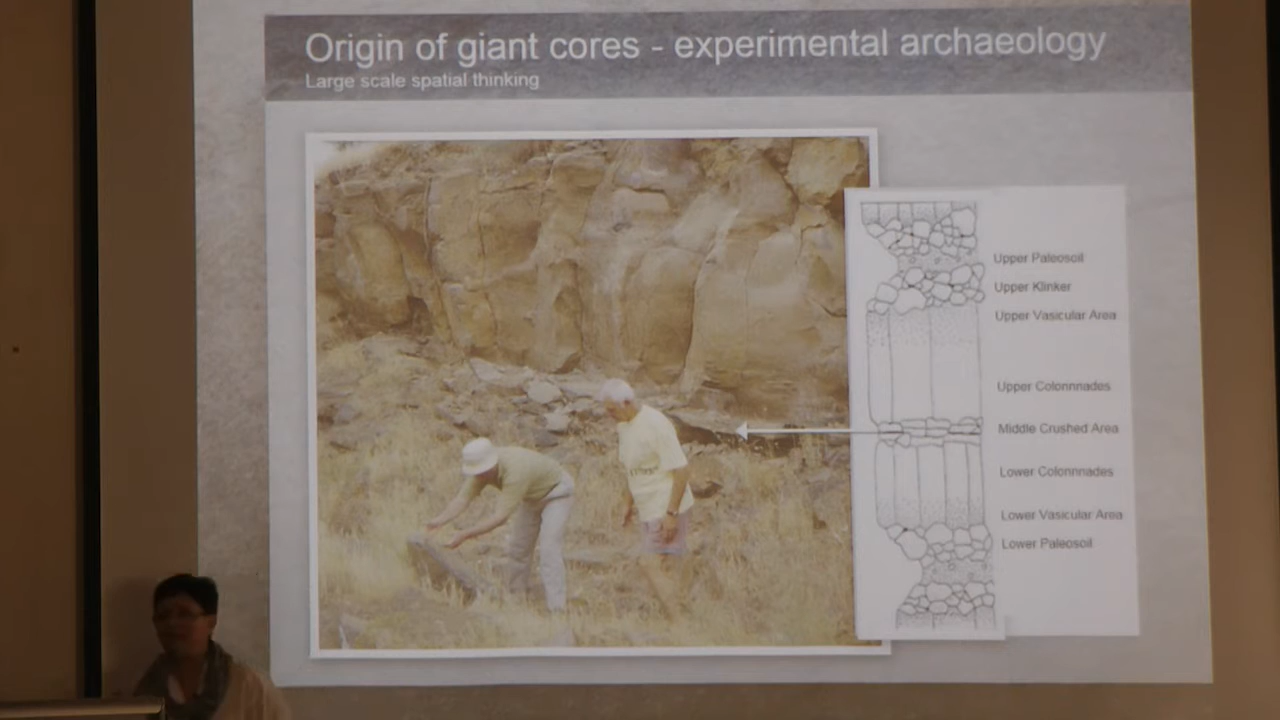 Origin of giant cores - experimental archaeology
Large scale spatial thinking
Upper Paleosoil
Upper Klinker
Upper Vasicular Area
Upper Colonnnades
Middle Crushed Area
Lower Colonnnades
Lower Vasicular Area
Lower Paleosoil